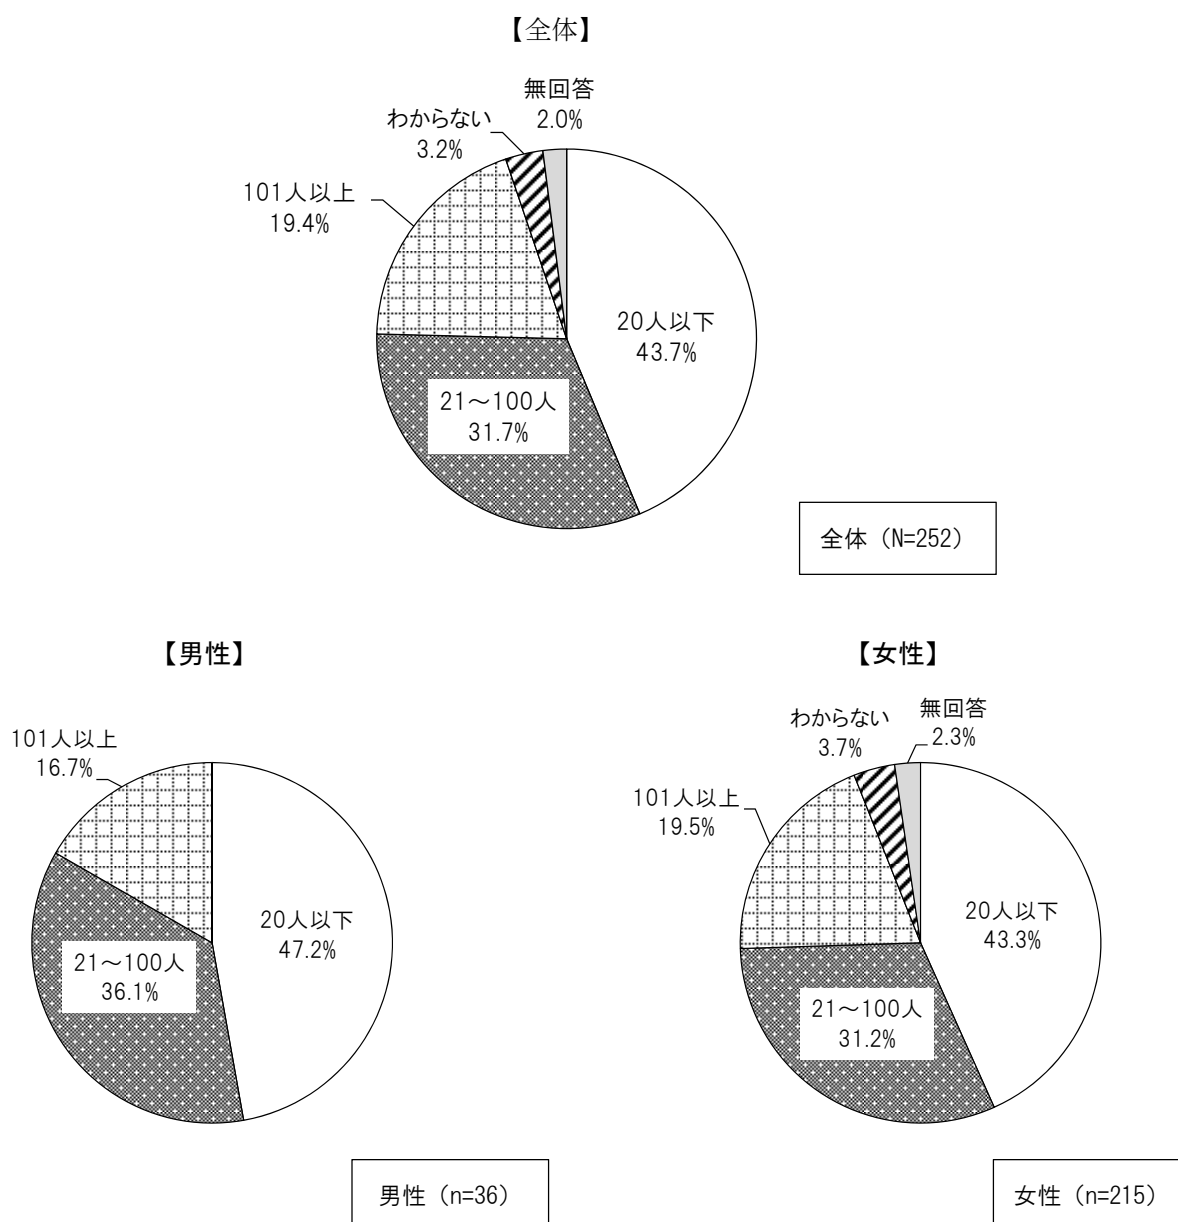 【全体】
無回答
2.0%
わからない
3.2%
101人以上
19.4%
20人以下
43.7%
21～100人
31.7%
全体（N=252）
【男性】
101人以上
16.7%
20人以下
47.2%
21～100人
36.1%
男性（n=36）
【女性】
わからない
3.7%
無回答
2.3%
101人以上
19.5%
20人以下
43.3%
21～100人
31.2%
女性（n=215）